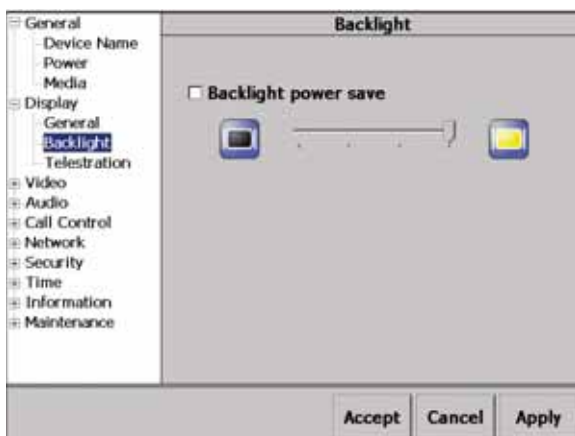 General
Device Name
Power
Media
Display
General
Backlight
Telestration
Video
Audio
Call Control
Network
Security
Time
Information
Maintenance
Backlight
Backlight power save
Accept
Cancel
Apply